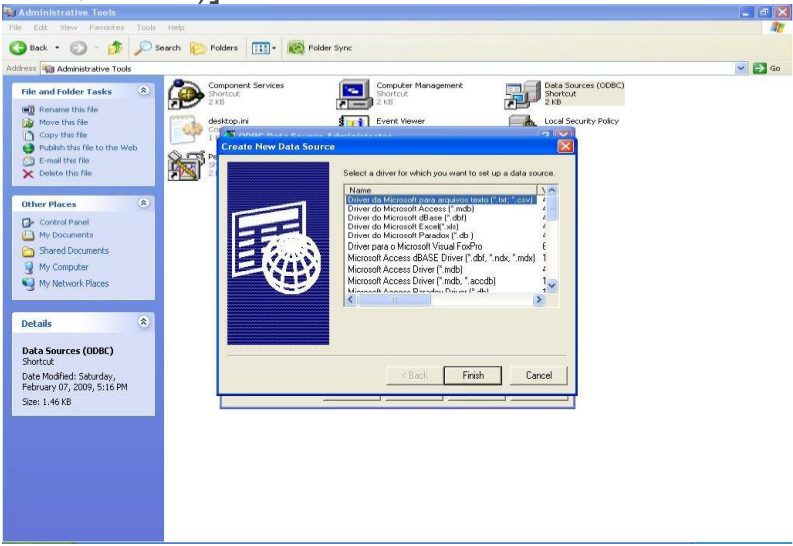 Administrative Tools
File Edit View Favorites Tools Help
Back Search Folders Folder Sync
Address Administrative Tools Go
File and Folder Tasks
Rename this file
Move this file
Copy this file
Publish this file to the Web
E-mail this file
Delete this file
Other Places
Control Panel
My Documents
Shared Documents
My Computer
My Network Places
Details
Data Sources (ODBC)
Shortcut
Date Modified: Saturday,
February 07, 2009, 5:16 PM
Size: 1.46 KB
Component Services
Shortcut
2 KB
Computer Management
Shortcut
2 KB
Data Sources (ODBC)
Shortcut
2 KB
desktop.ini
Event Viewer
Local Security Policy
ODBC Data Source Administrator
Create New Data Source
Select a driver for which you want to set up a data source.
Name
Driver da Microsoft para arquivos texto (*.txt; *.csv)
Driver do Microsoft Access (*.mdb)
Driver do Microsoft dBase (*.dbf)
Driver do Microsoft Excel(*.xls)
Driver do Microsoft Paradox (*.db )
Driver para o Microsoft Visual FoxPro
Microsoft Access dBASE Driver (*.dbf, *.ndx, *.mdx)
Microsoft Access Driver (*.mdb)
Microsoft Access Driver (*.mdb, *.accdb)
Microsoft Access Paradox Driver (*.db)
< Back Finish Cancel